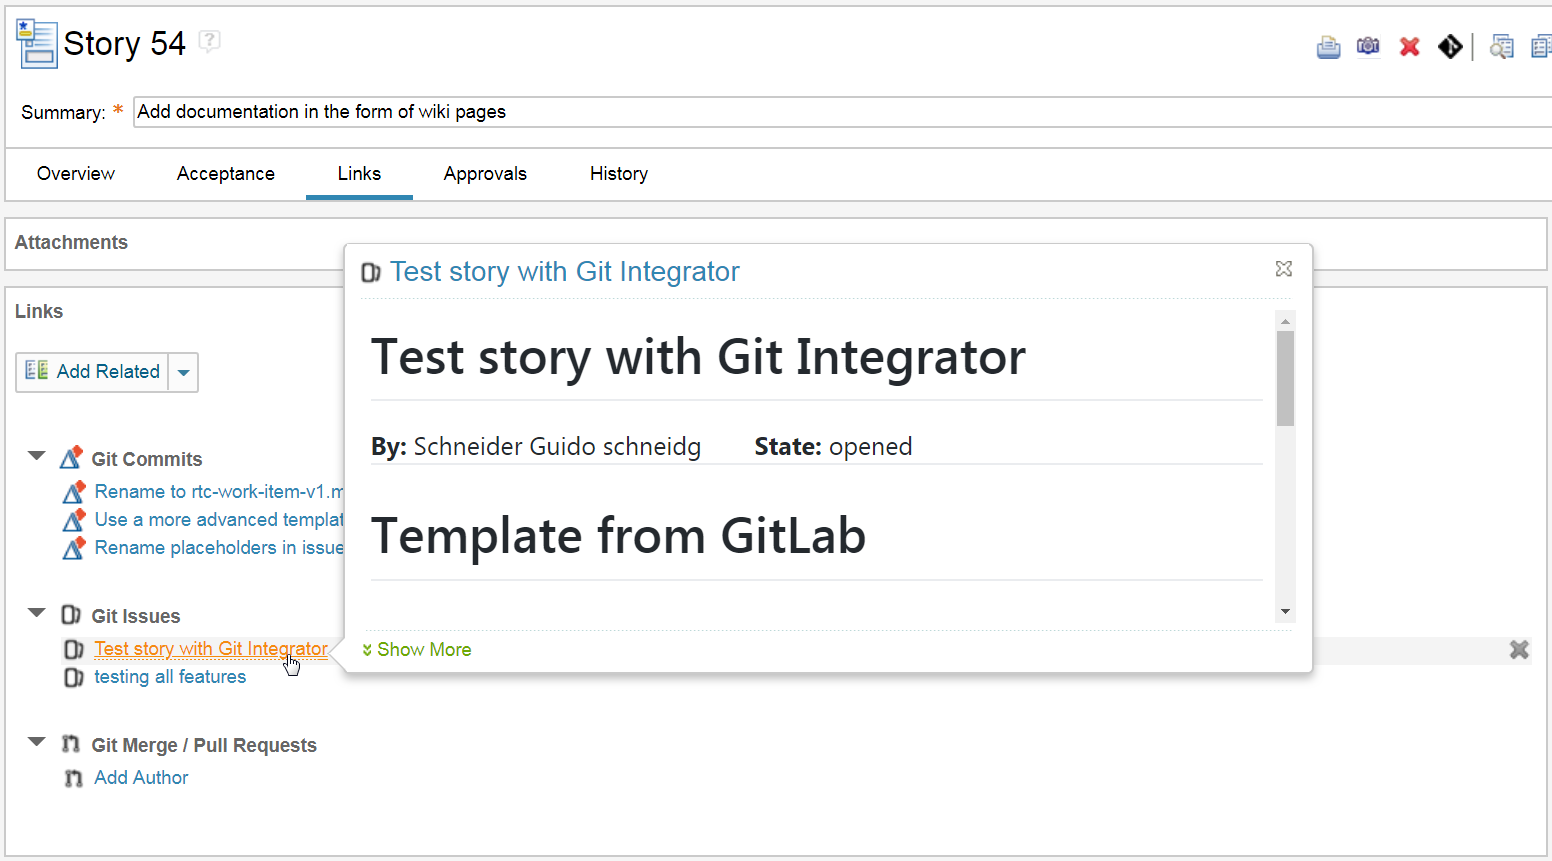 Story 54 ?
Summary: * Add documentation in the form of wiki pages
Overview Acceptance Links Approvals History
Attachments
Links
Add Related
Git Commits
Rename to rtc-work-item-v1.m
Use a more advanced templat
Rename placeholders in issue
Git Issues
Test story with Git Integrator
testing all features
Git Merge / Pull Requests
Add Author
Test story with Git Integrator
Test story with Git Integrator
By: Schneider Guido schneidg State: opened
Template from GitLab
Show More